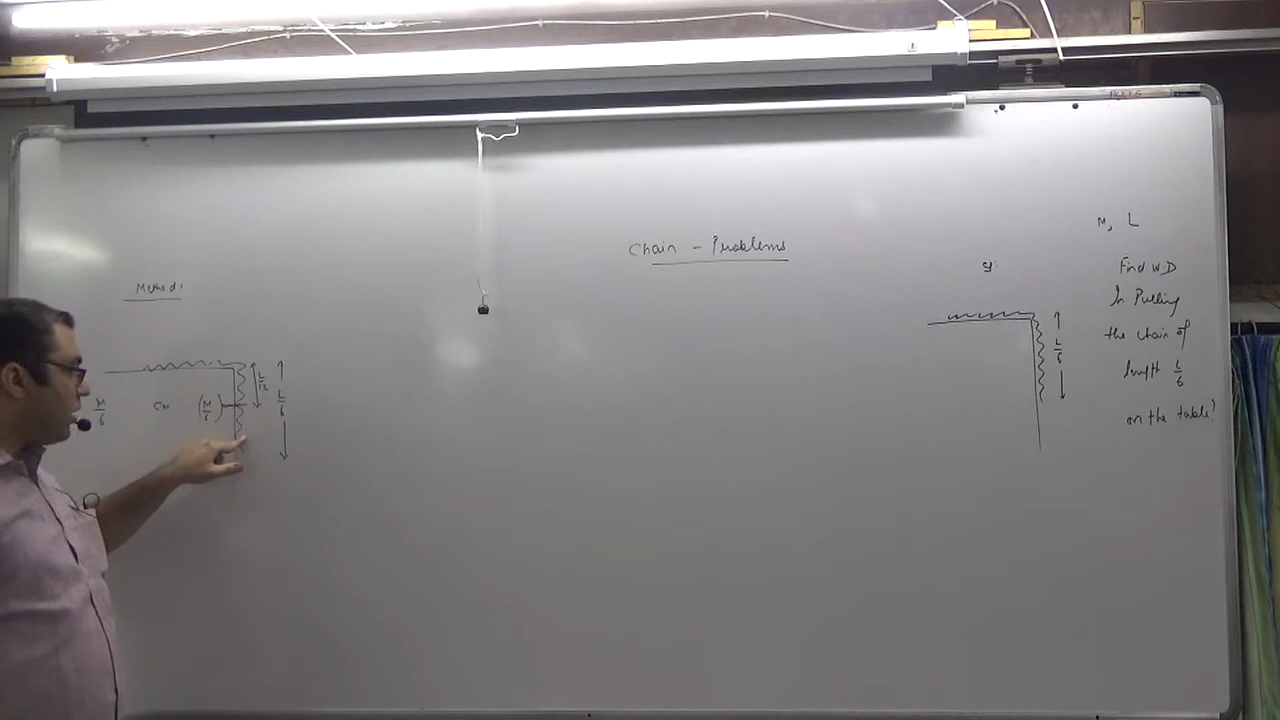 Chain - Problems
Method 1
L/12
L/6
M/6
CM
(M/6)
M, L
Find W.D
In Pulling
the chain of
length L/6
on the table?
L/6